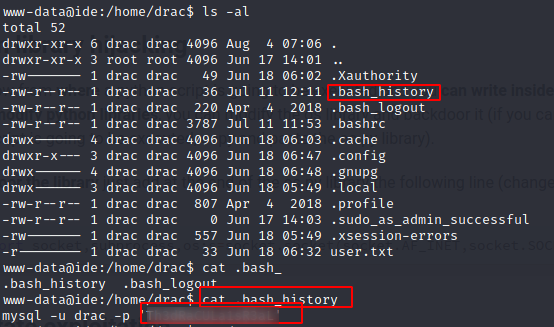 www-data@ide:/home/drac$ ls -al
total 52
drwxr-xr-x 6 drac drac 4096 Aug  4 07:06 .
drwxr-xr-x 3 root root 4096 Jun 17 14:01 ..
-rw------- 1 drac drac   49 Jun 18 06:02 .Xauthority
-rw-r--r-- 1 drac drac   36 Jul 11 12:11 .bash_history
can write inside
-rw-r--r-- 1 drac drac  220 Apr  4  2018 .bash_logout
-rw-r--r-- 1 drac drac 3787 Jul 11 11:53 .bashrc
drwx------ 4 drac drac 4096 Jun 18 06:03 .cache
drwxr-x--- 3 drac drac 4096 Jun 18 06:47 .config
drwx------ 4 drac drac 4096 Jun 18 06:48 .gnupg
drwx------ 3 drac drac 4096 Jun 18 05:49 .local
the following line (change
-rw-r--r-- 1 drac drac  807 Apr  4  2018 .profile
-rw-r--r-- 1 drac drac    0 Jun 17 14:03 .sudo_as_admin_successful
-rw------- 1 drac drac  557 Jun 18 05:49 .xsession-errors
-r-------- 1 drac drac   33 Jun 18 06:32 user.txt
www-data@ide:/home/drac$ cat .bash_
.bash_history  .bash_logout
www-data@ide:/home/drac$ cat .bash_history
mysql -u drac -p